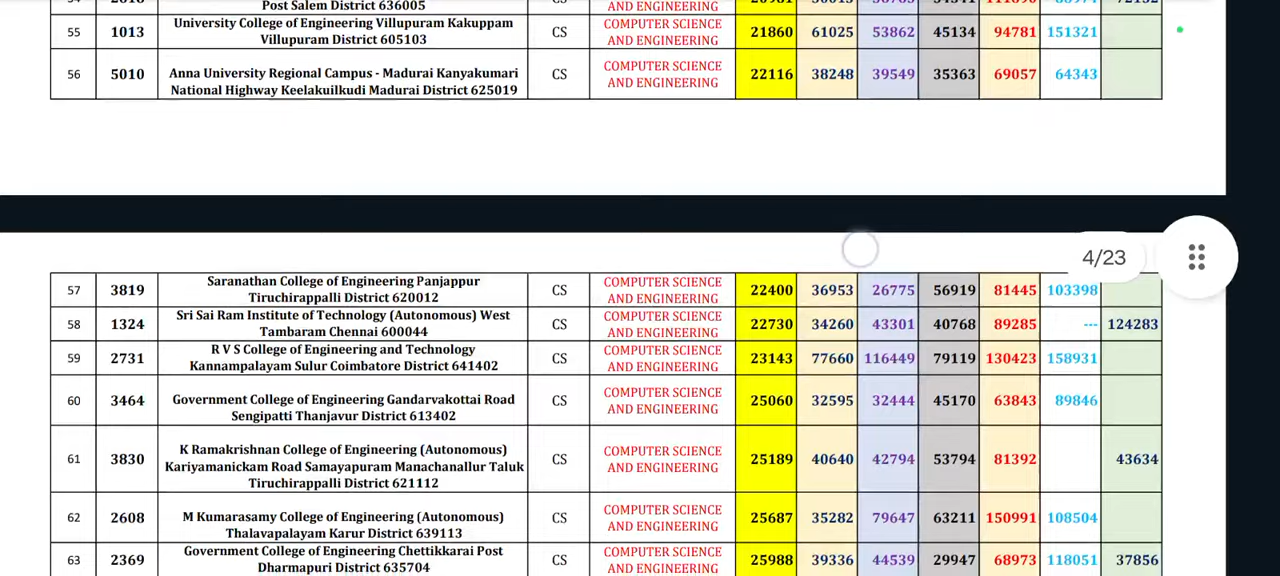 Post Salem District 636005
AND ENGINEERING
55 1013 University College of Engineering Villupuram Kakuppam CS COMPUTER SCIENCE 21860 61025 53862 45134 94781 151321
Villupuram District 605103 AND ENGINEERING
56 5010 Anna University Regional Campus - Madurai Kanyakumari CS COMPUTER SCIENCE 22116 38248 39549 35363 69057 64343
National Highway Keelakuilkudi Madurai District 625019 AND ENGINEERING
4/23
57 3819 Saranathan College of Engineering Panjappur CS COMPUTER SCIENCE 22400 36953 26775 56919 81445 103398
Tiruchirappalli District 620012 AND ENGINEERING
58 1324 Sri Sai Ram Institute of Technology (Autonomous) West CS COMPUTER SCIENCE 22730 34260 43301 40768 89285 --- 124283
Tambaram Chennai 600044 AND ENGINEERING
59 2731 R V S College of Engineering and Technology CS COMPUTER SCIENCE 23143 77660 116449 79119 130423 158931
Kannampalayam Sulur Coimbatore District 641402 AND ENGINEERING
60 3464 Government College of Engineering Gandarvakottai Road CS COMPUTER SCIENCE 25060 32595 32444 45170 63843 89846
Sengipatti Thanjavur District 613402 AND ENGINEERING
61 3830 K Ramakrishnan College of Engineering (Autonomous) CS COMPUTER SCIENCE 25189 40640 42794 53794 81392 43634
Kariyamanickam Road Samayapuram Manachanallur Taluk AND ENGINEERING
Tiruchirappalli District 621112
62 2608 M Kumarasamy College of Engineering (Autonomous) CS COMPUTER SCIENCE 25687 35282 79647 63211 150991 108504
Thalavapalayam Karur District 639113 AND ENGINEERING
63 2369 Government College of Engineering Chettikkarai Post CS COMPUTER SCIENCE 25988 39336 44539 29947 68973 118051 37856
Dharmapuri District 635704 AND ENGINEERING